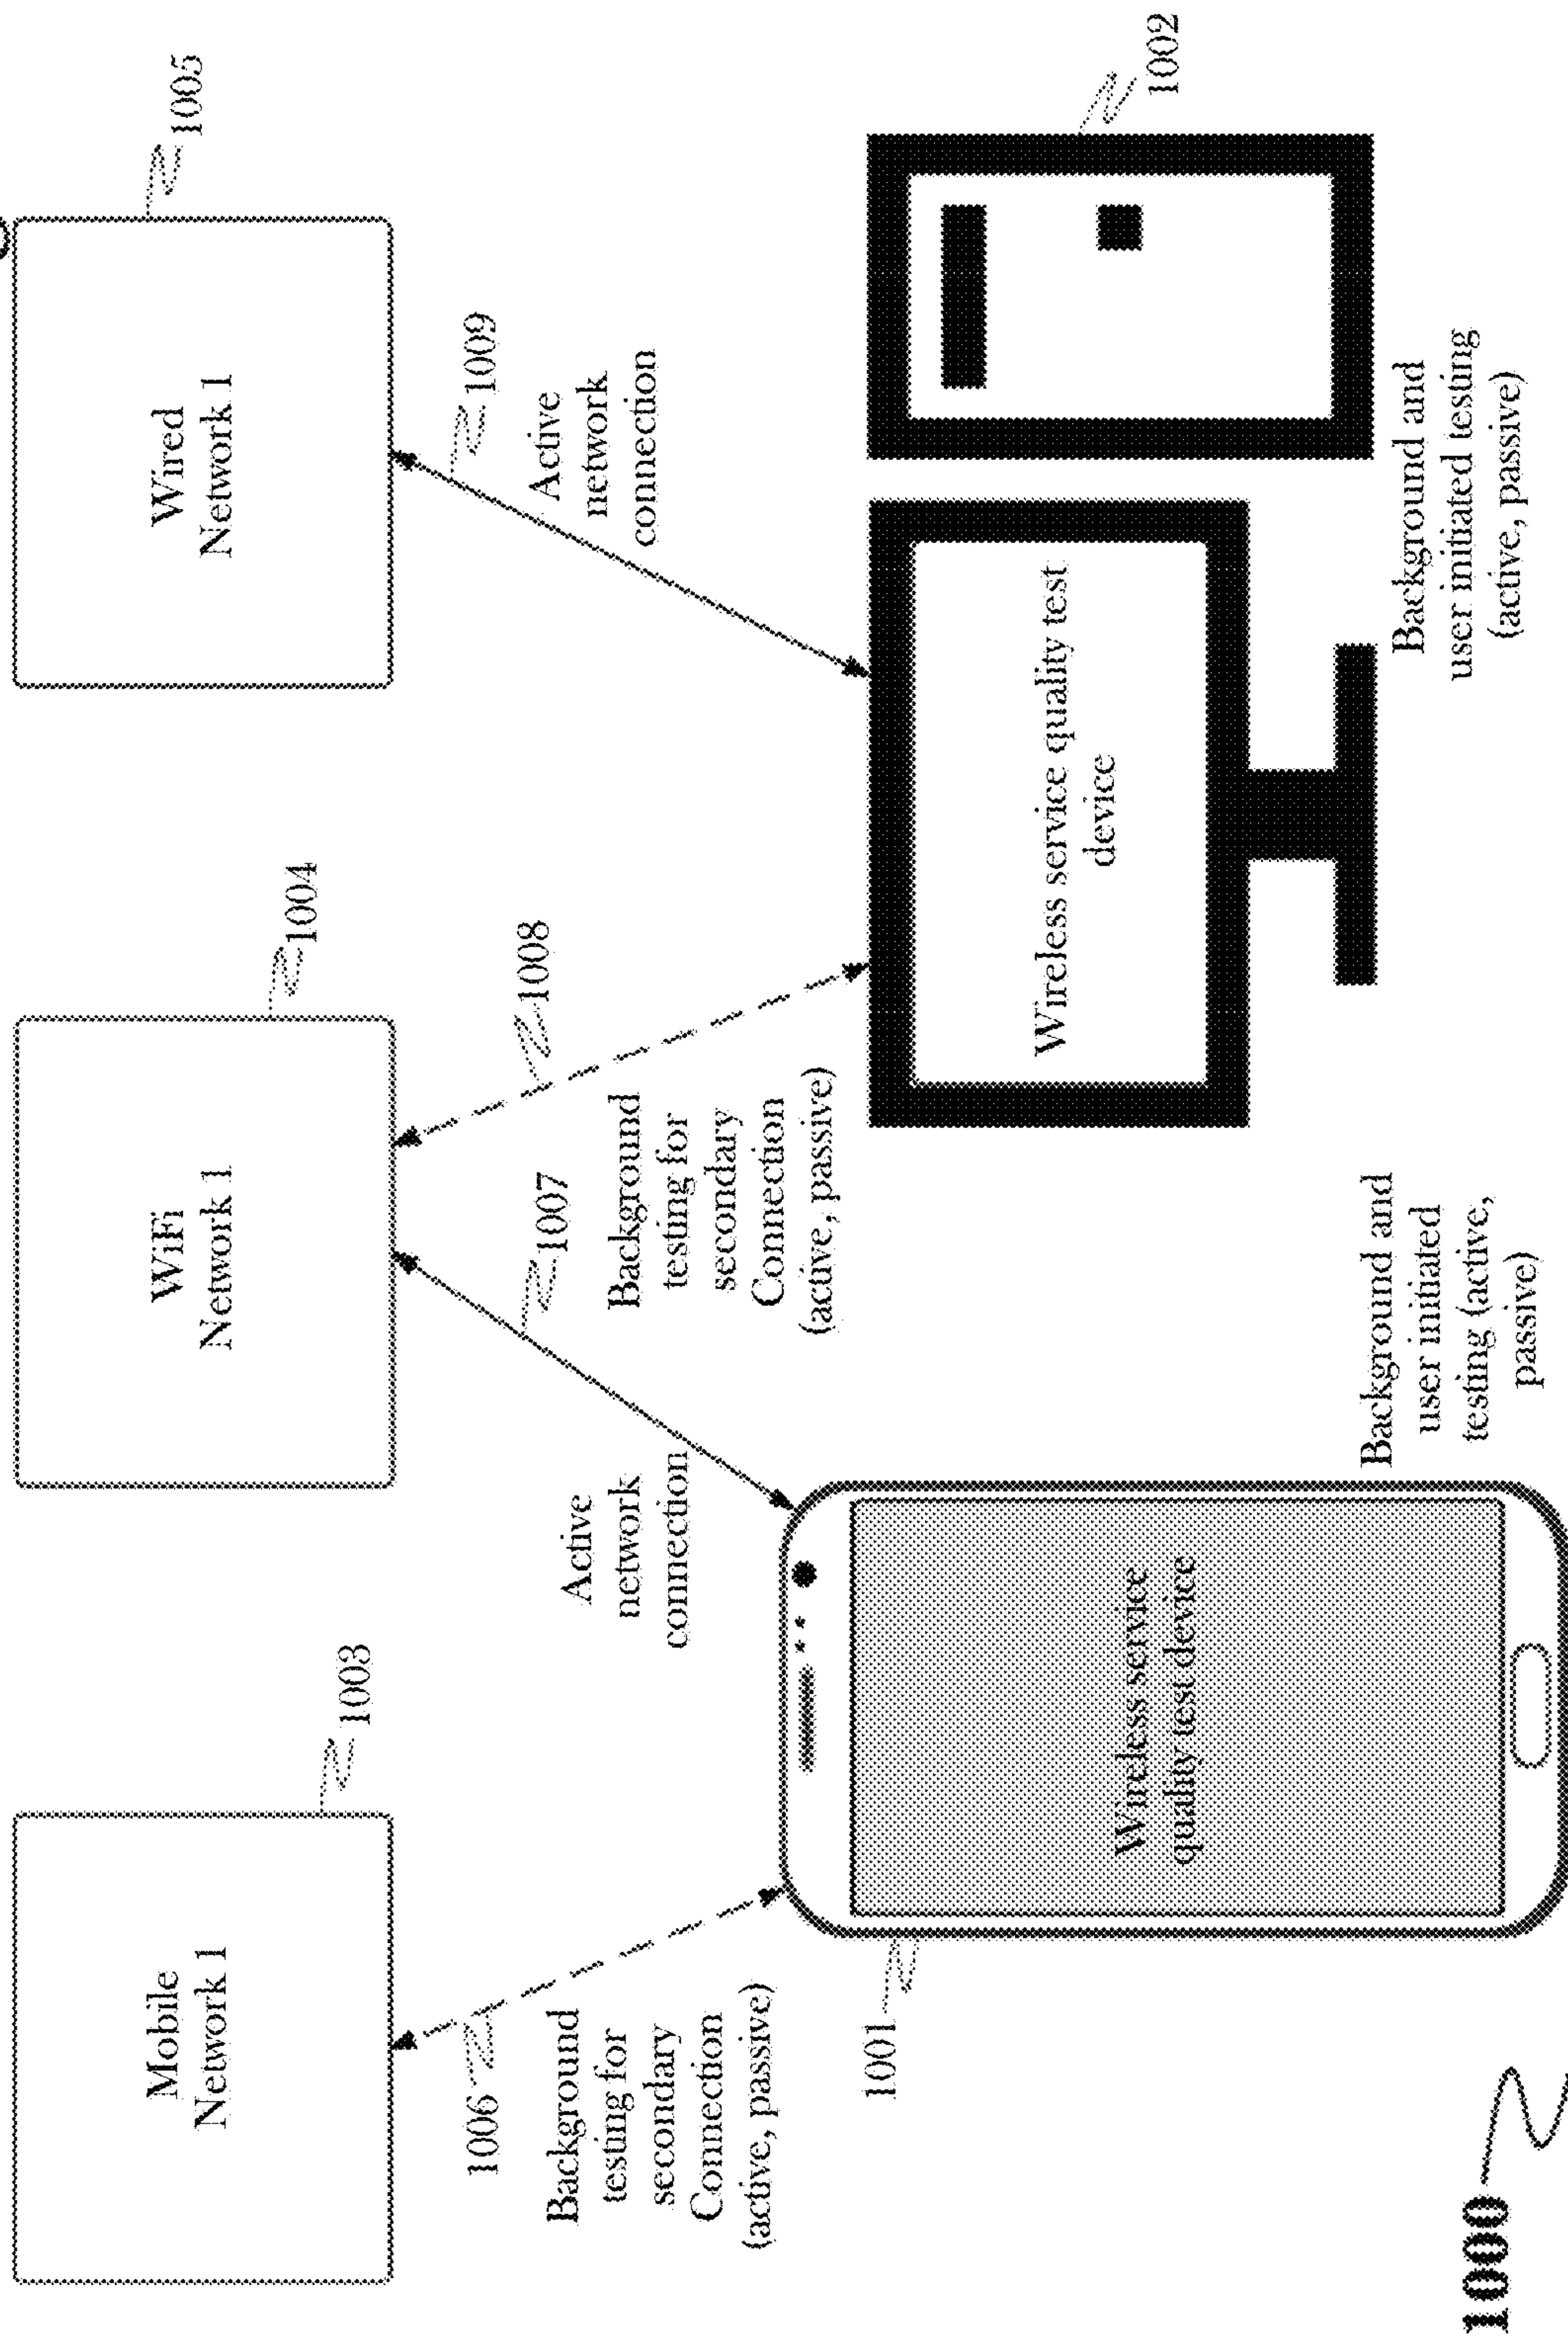 Mobile
Network 1
1003
WiFi
Network 1
1004
Wired
Network 1
1005
1006
Background
testing for
secondary
Connection
(active, passive)
Active
network
connection
1007
1008
Background
testing for
secondary
Connection
(active, passive)
1009
Active
network
connection
1001
Wireless service
quality test device
Background and
user initiated
testing (active,
passive)
Wireless service quality test
device
1002
Background and
user initiated testing
(active, passive)
1000